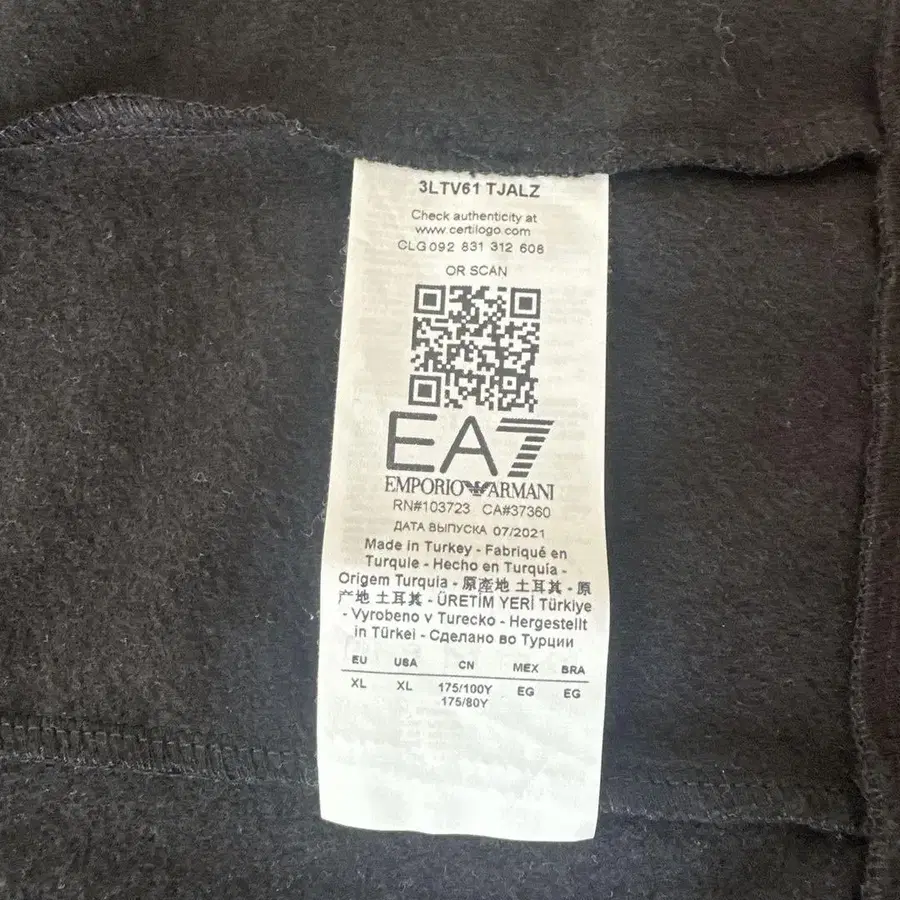 3LTV61 TJALZ
Check authenticity at
www.certilogo.com
CLG 092 831 312 608
OR SCAN
EA7
EMPORIO ARMANI
RN#103723 CA#37360
ДАТА ВЫПУСКА 07/2021
Made in Turkey - Fabriqué en
Turquie - Hecho en Turquía -
Origem Turquia - 原產地 土耳其 - 原
产地 土耳其 - ÜRETİM YERİ Türkiye
- Vyrobeno v Turecko - Hergestellt
in Türkei - Сделано во Турции
EU USA CN MEX BRA
XL XL 175/100Y EG EG
175/80Y